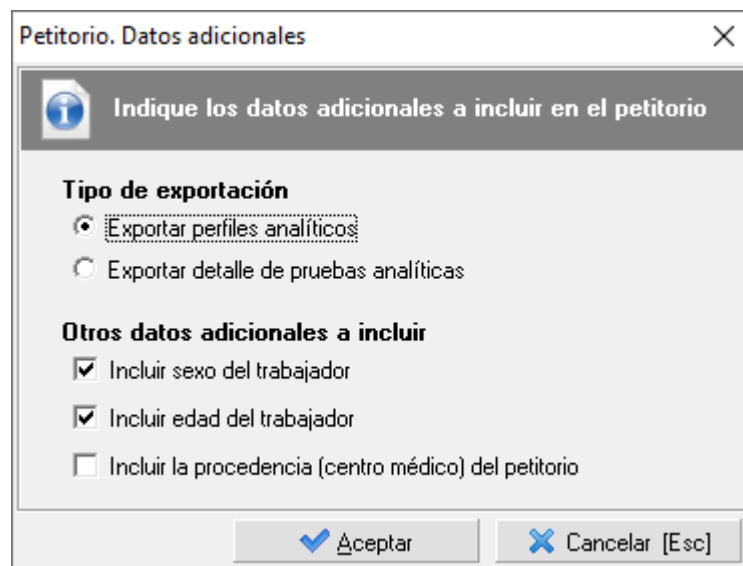 Petitorio. Datos adicionales
Indique los datos adicionales a incluir en el petitorio
Tipo de exportación
Exportar perfiles analíticos
Exportar detalle de pruebas analíticas
Otros datos adicionales a incluir
Incluir sexo del trabajador
Incluir edad del trabajador
Incluir la procedencia (centro médico) del petitorio
Aceptar
Cancelar [Esc]